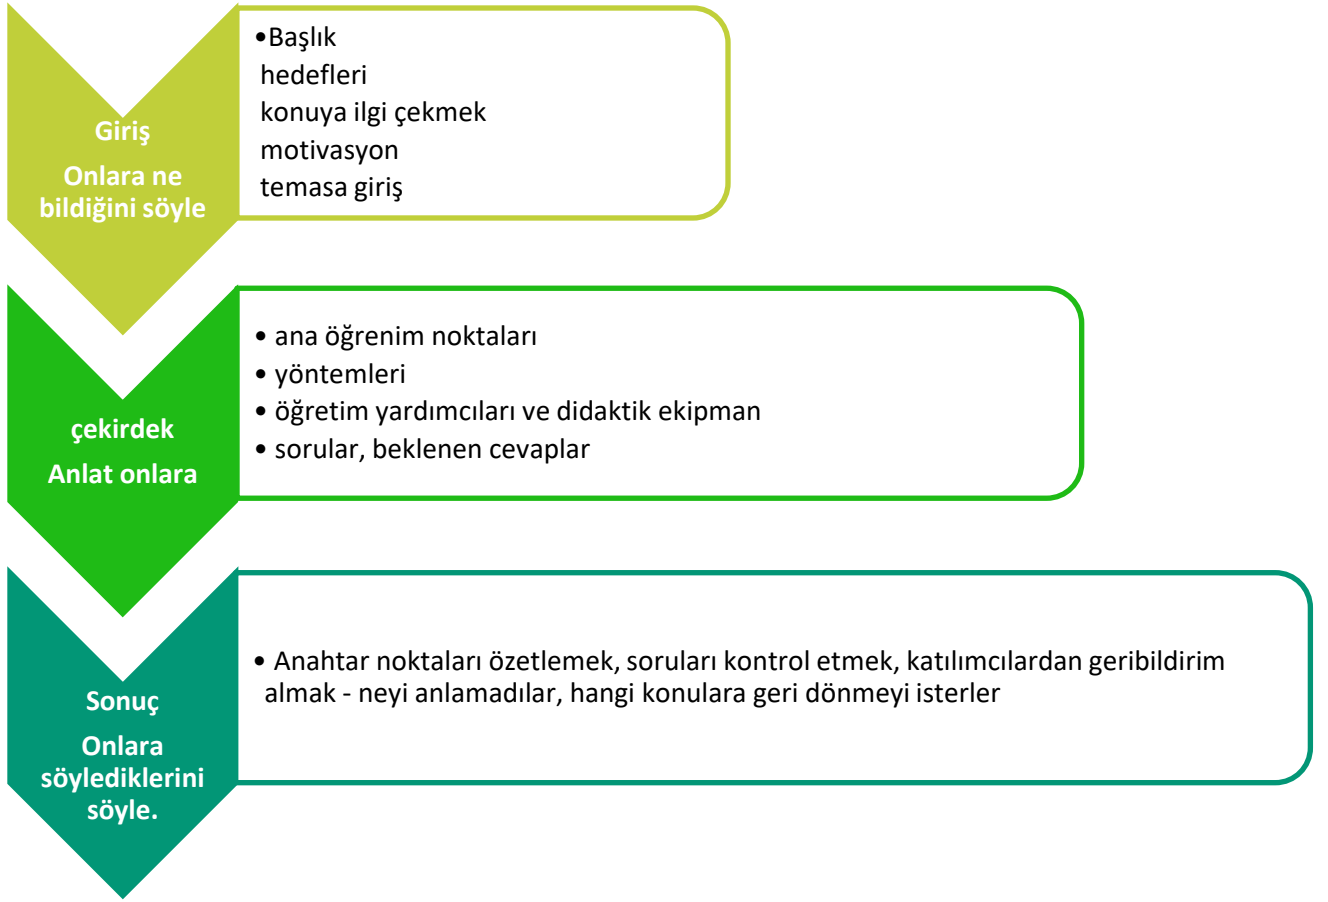 Giriş
Onlara ne
bildiğini söyle
•Başlık
hedefleri
konuya ilgi çekmek
motivasyon
temasa giriş
çekirdek
Anlat onlara
• ana öğrenim noktaları
• yöntemleri
• öğretim yardımcıları ve didaktik ekipman
• sorular, beklenen cevaplar
Sonuç
Onlara
söylediklerini
söyle.
• Anahtar noktaları özetlemek, soruları kontrol etmek, katılımcılardan geribildirim
almak - neyi anlamadılar, hangi konulara geri dönmeyi isterler